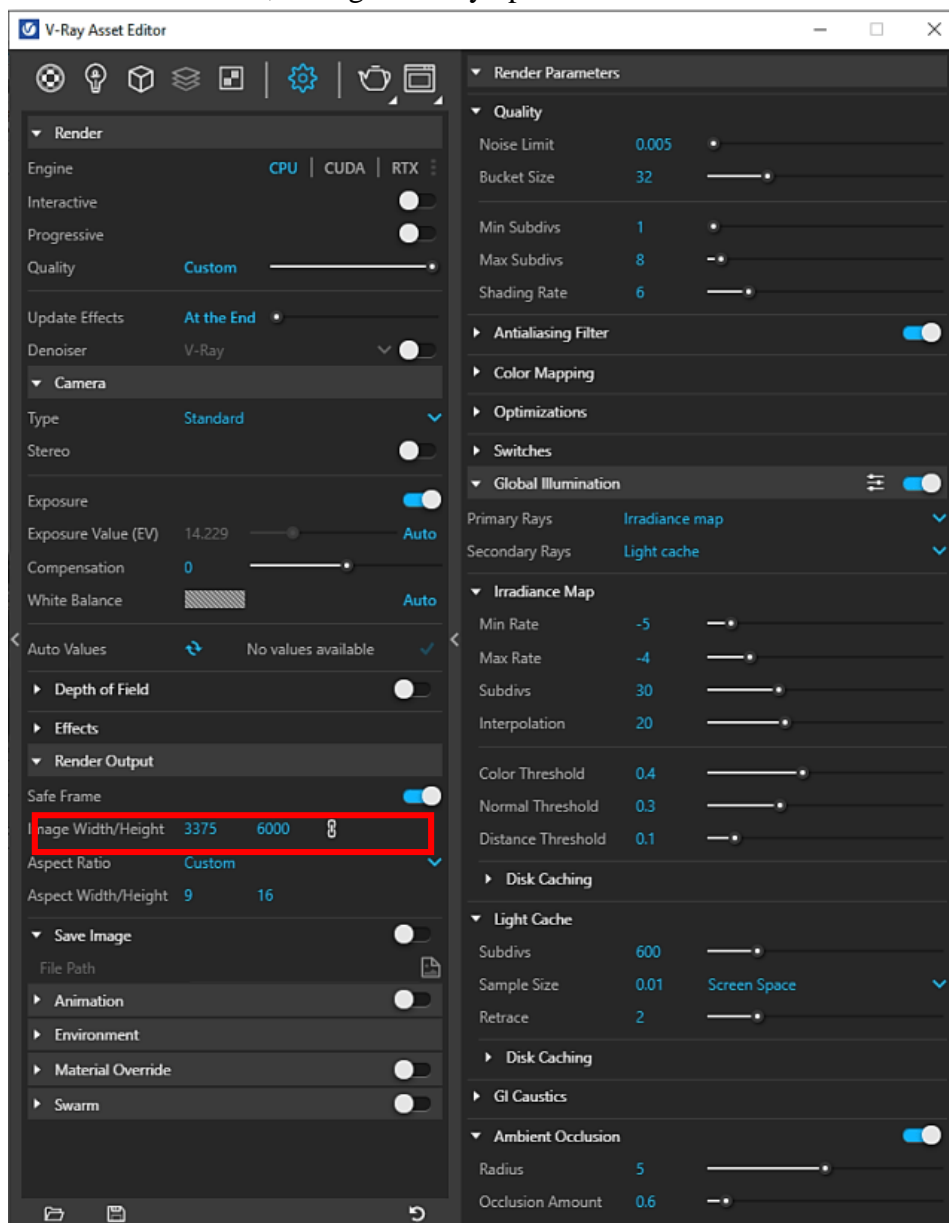 V-Ray Asset Editor
Render
Engine CPU | CUDA | RTX
Interactive
Progressive
Quality Custom
Update Effects At the End
Denoiser V-Ray
Camera
Type Standard
Stereo
Exposure
Exposure Value (EV) 14.229 Auto
Compensation 0
White Balance Auto
Auto Values No values available
Depth of Field
Effects
Render Output
Safe Frame
Image Width/Height 3375 6000
Aspect Ratio Custom
Aspect Width/Height 9 16
Save Image
File Path
Animation
Environment
Material Override
Swarm
Render Parameters
Quality
Noise Limit 0.005
Bucket Size 32
Min Subdivs 1
Max Subdivs 8
Shading Rate 6
Antialiasing Filter
Color Mapping
Optimizations
Switches
Global Illumination
Primary Rays Irradiance map
Secondary Rays Light cache
Irradiance Map
Min Rate -5
Max Rate -4
Subdivs 30
Interpolation 20
Color Threshold 0.4
Normal Threshold 0.3
Distance Threshold 0.1
Disk Caching
Light Cache
Subdivs 600
Sample Size 0.01 Screen Space
Retrace 2
Disk Caching
GI Caustics
Ambient Occlusion
Radius 5
Occlusion Amount 0.6